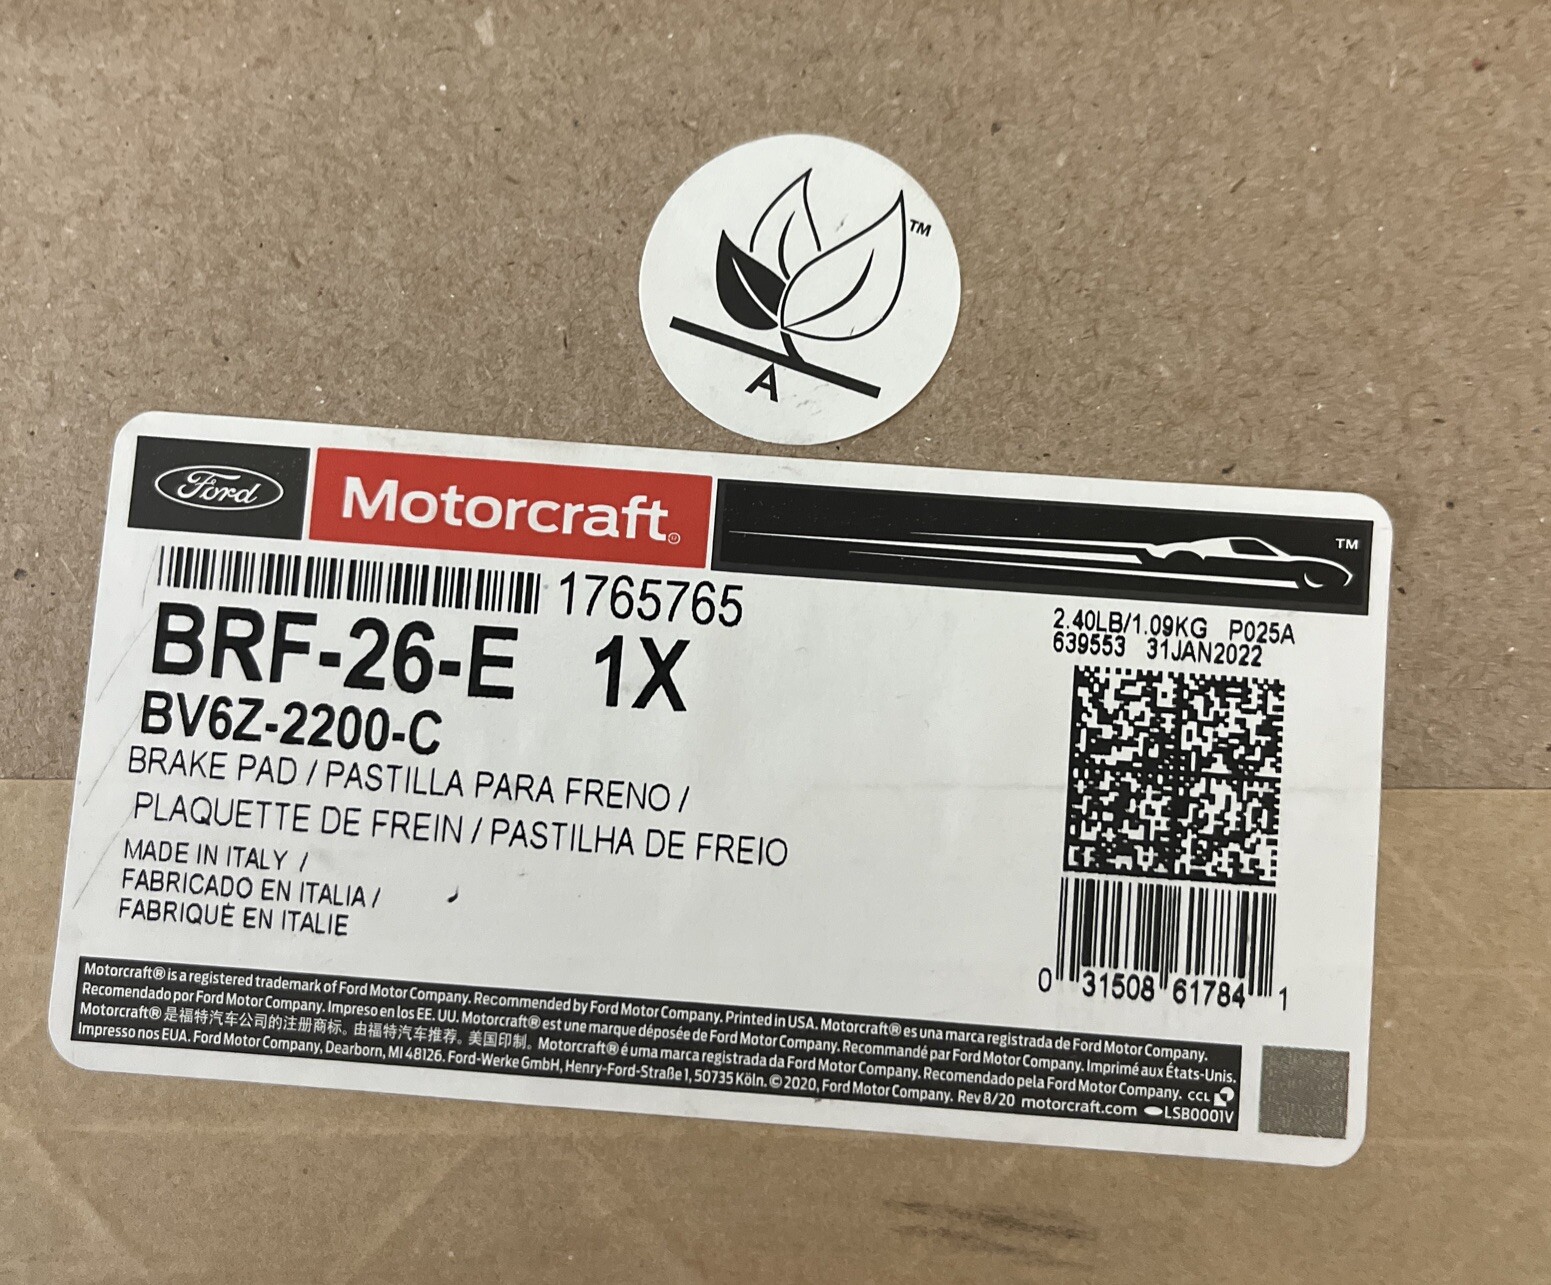 ™
A
Ford
Motorcraft®
™
1765765
BRF-26-E 1X
BV6Z-2200-C
BRAKE PAD / PASTILLA PARA FRENO /
PLAQUETTE DE FREIN / PASTILHA DE FREIO
MADE IN ITALY /
FABRICADO EN ITALIA /
FABRIQUÉ EN ITALIE
2.40LB/1.09KG P025A
639553 31JAN2022
0 31508 61784 1
Motorcraft® is a registered trademark of Ford Motor Company. Recommended by Ford Motor Company. Printed in USA. Motorcraft® es una marca registrada de Ford Motor Company.
Recomendado por Ford Motor Company. Impreso en los EE. UU. Motorcraft® est une marque déposée de Ford Motor Company. Recommandé par Ford Motor Company. Imprimé aux États-Unis.
Motorcraft® 是福特汽车公司的注册商标。由福特汽车推荐。美国印制。Motorcraft® é uma marca registrada da Ford Motor Company. Recomendado pela Ford Motor Company. CCL
Impresso nos EUA. Ford Motor Company, Dearborn, MI 48126. Ford-Werke GmbH, Henry-Ford-Straße 1, 50735 Köln. © 2020, Ford Motor Company. Rev 8/20 motorcraft.com LSB0001V